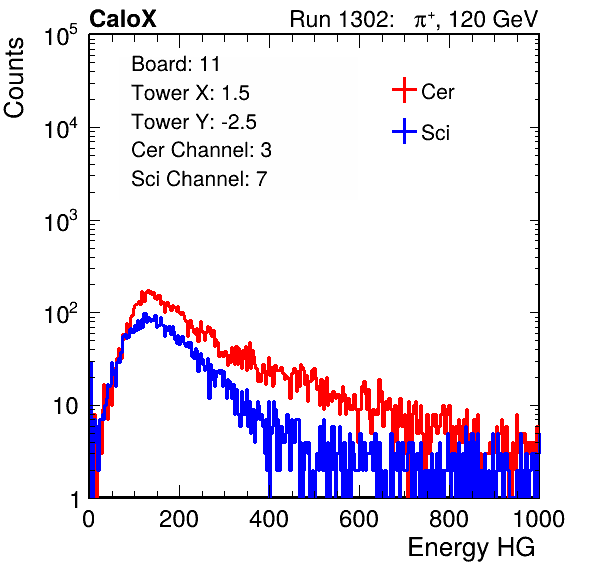 CaloX Run 1302: π⁺, 120 GeV
Counts
10⁵
10⁴
10³
10²
10
1
Board: 11
Tower X: 1.5
Tower Y: -2.5
Cer Channel: 3
Sci Channel: 7
Cer
Sci
0 200 400 600 800 1000
Energy HG